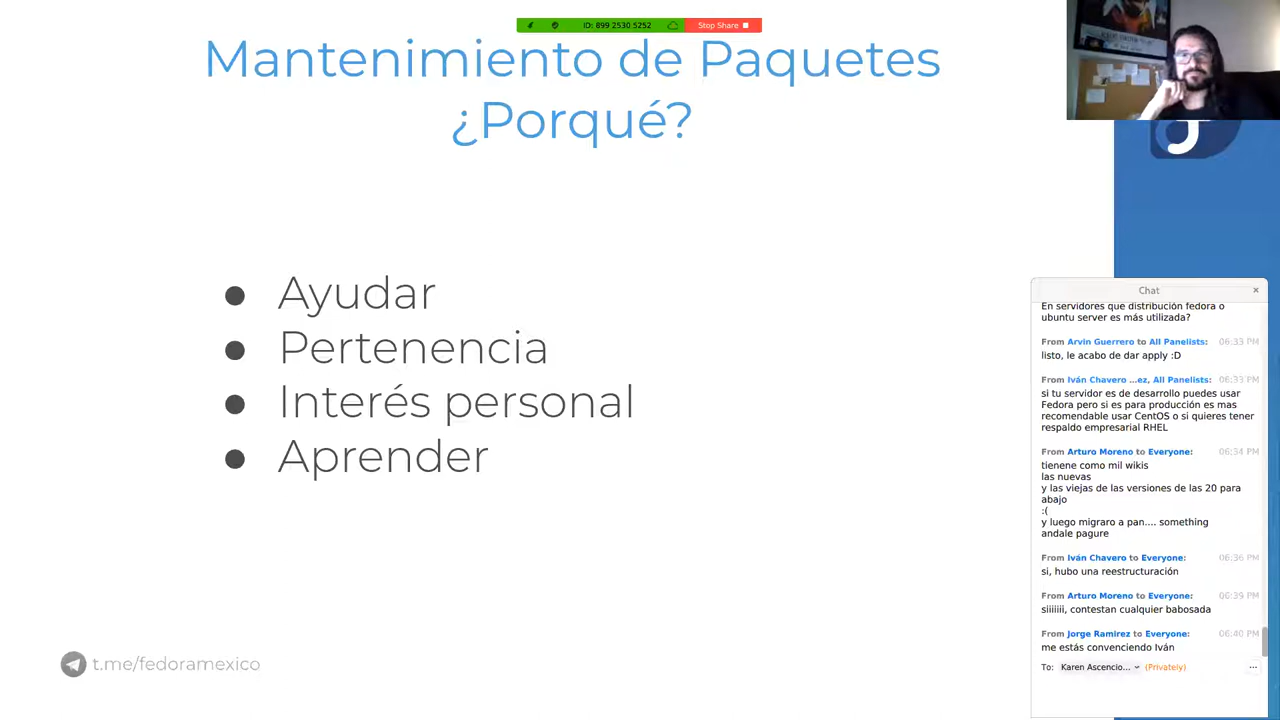 ID: 899 2530 5252
Stop Share
Mantenimiento de Paquetes
¿Porqué?
● Ayudar
● Pertenencia
● Interés personal
● Aprender
t.me/fedoramexico
Chat
En servidores que distribución fedora o
ubuntu server es más utilizada?
From Arvin Guerrero to All Panelists: 06:33 PM
listo, le acabo de dar apply :D
From Iván Chavero ...ez, All Panelists: 06:33 PM
si tu servidor es de desarrollo puedes usar
Fedora pero si es para producción es mas
recomendable usar CentOS o si quieres tener
respaldo empresarial RHEL
From Arturo Moreno to Everyone: 06:34 PM
tienene como mil wikis
las nuevas
y las viejas de las versiones de las 20 para
abajo
:(
y luego migraro a pan.... something
andale pagure
From Iván Chavero to Everyone: 06:36 PM
si, hubo una reestructuración
From Arturo Moreno to Everyone: 06:39 PM
siiiiiii, contestan cualquier babosada
From Jorge Ramirez to Everyone: 06:40 PM
me estás convenciendo Iván
To: Karen Ascencio... (Privately)